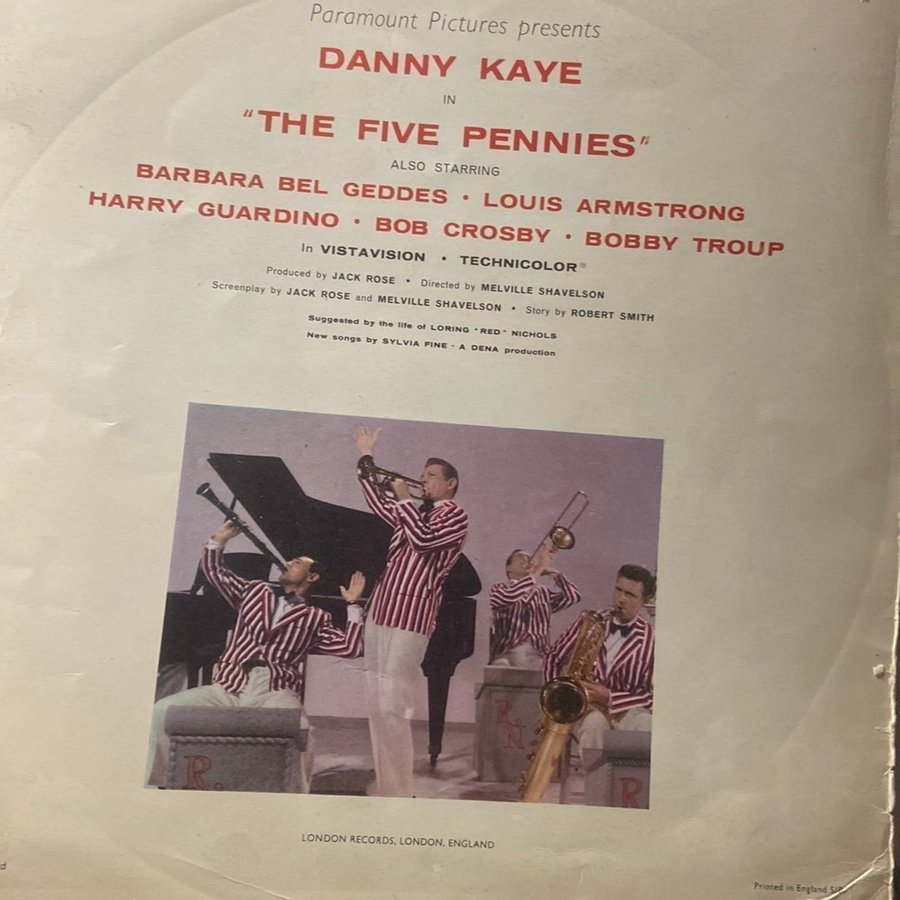 Paramount Pictures presents
DANNY KAYE
IN
"THE FIVE PENNIES"
ALSO STARRING
BARBARA BEL GEDDES • LOUIS ARMSTRONG
HARRY GUARDINO • BOB CROSBY • BOBBY TROUP
In VISTAVISION • TECHNICOLOR®
Produced by JACK ROSE • Directed by MELVILLE SHAVELSON
Screenplay by JACK ROSE and MELVILLE SHAVELSON • Story by ROBERT SMITH
Suggested by the life of LORING "RED" NICHOLS
New songs by SYLVIA FINE · A DENA production
R.
R.
N.
R
LONDON RECORDS, LONDON, ENGLAND
Printed in England